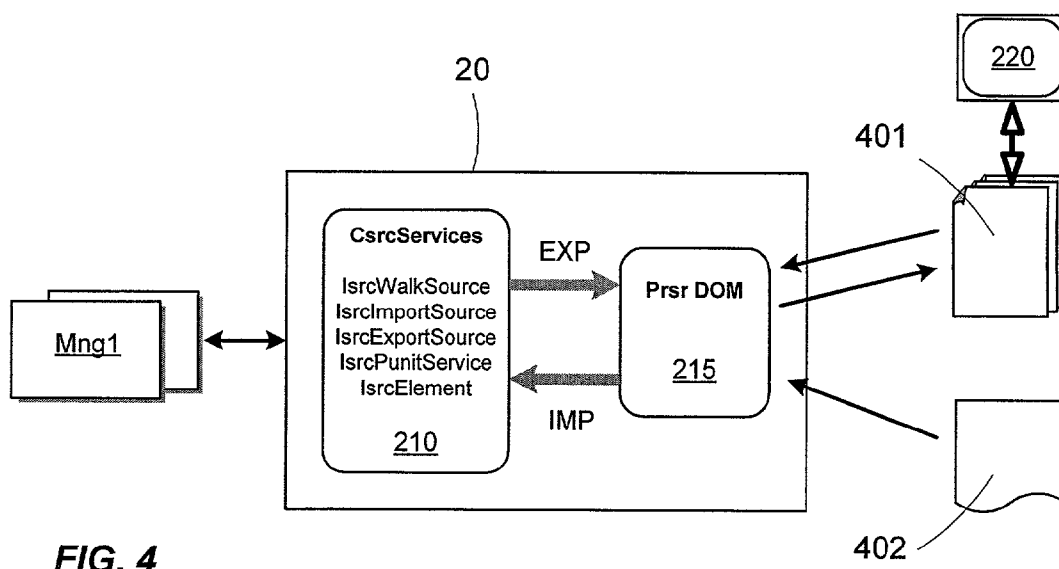 20
220
401
CsrcServices
IsrcWalkSource
IsrcImportSource
IsrcExportSource
IsrcPunitService
IsrcElement
210
EXP
IMP
Prsr DOM
215
Mng1
402
FIG. 4